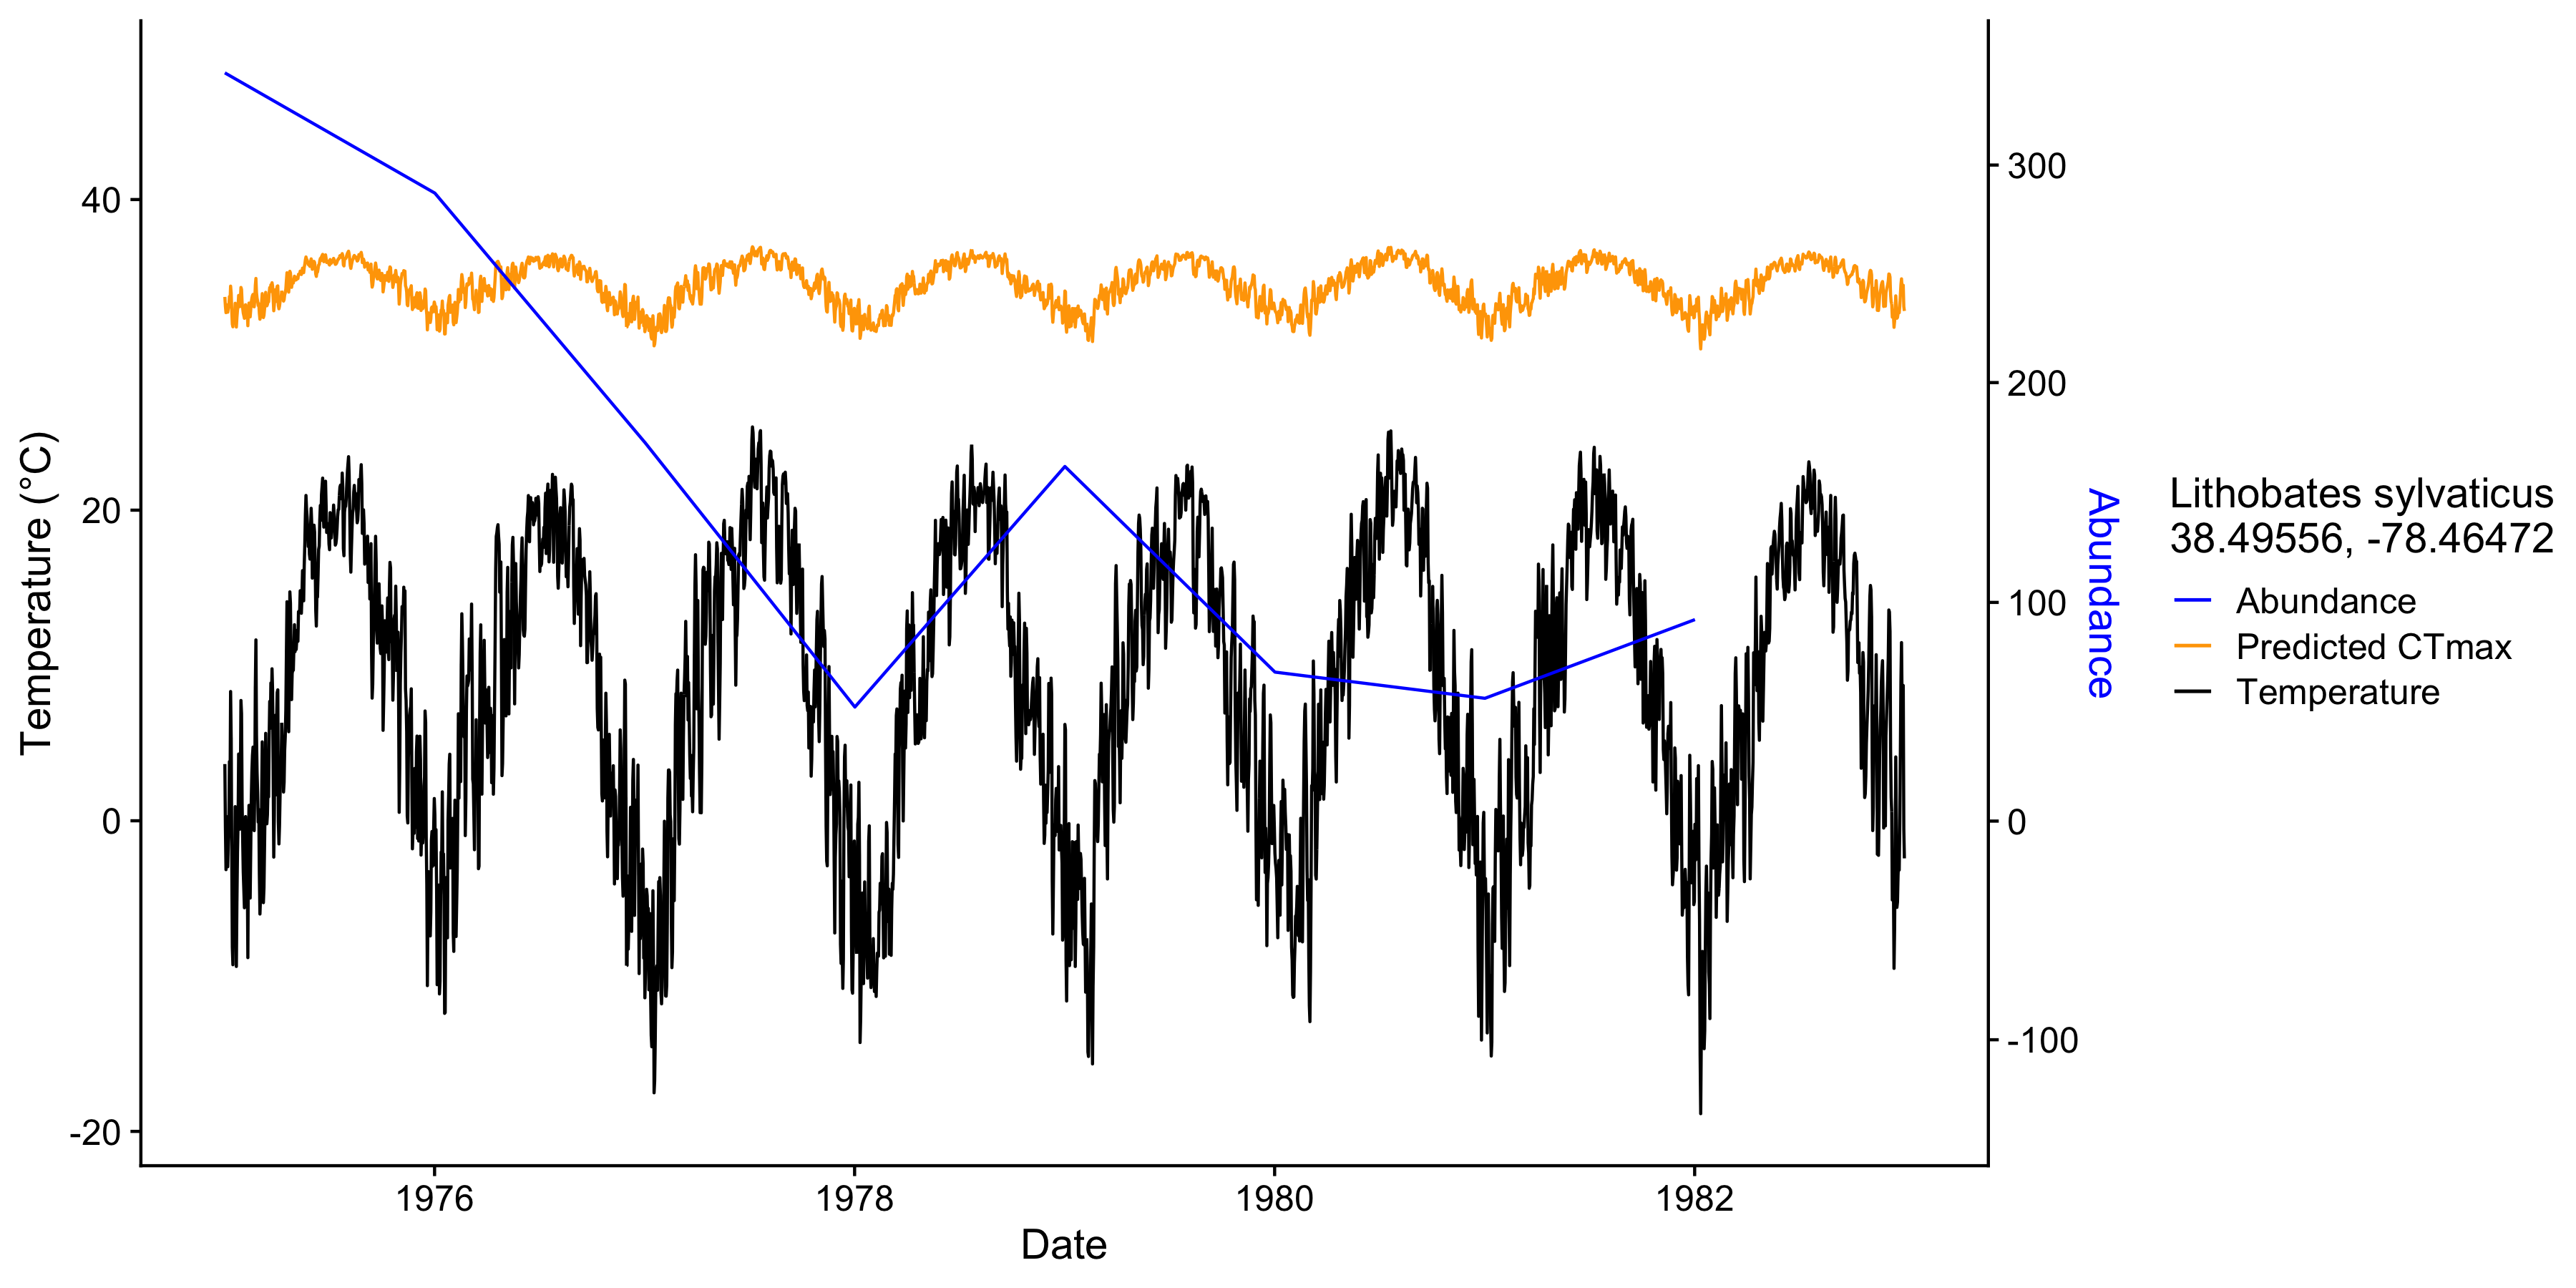 40
20
0
-20
Temperature (°C)
1976
1978
1980
1982
Date
300
200
100
0
-100
Abundance
Lithobates sylvaticus
38.49556, -78.46472
Abundance
Predicted CTmax
Temperature